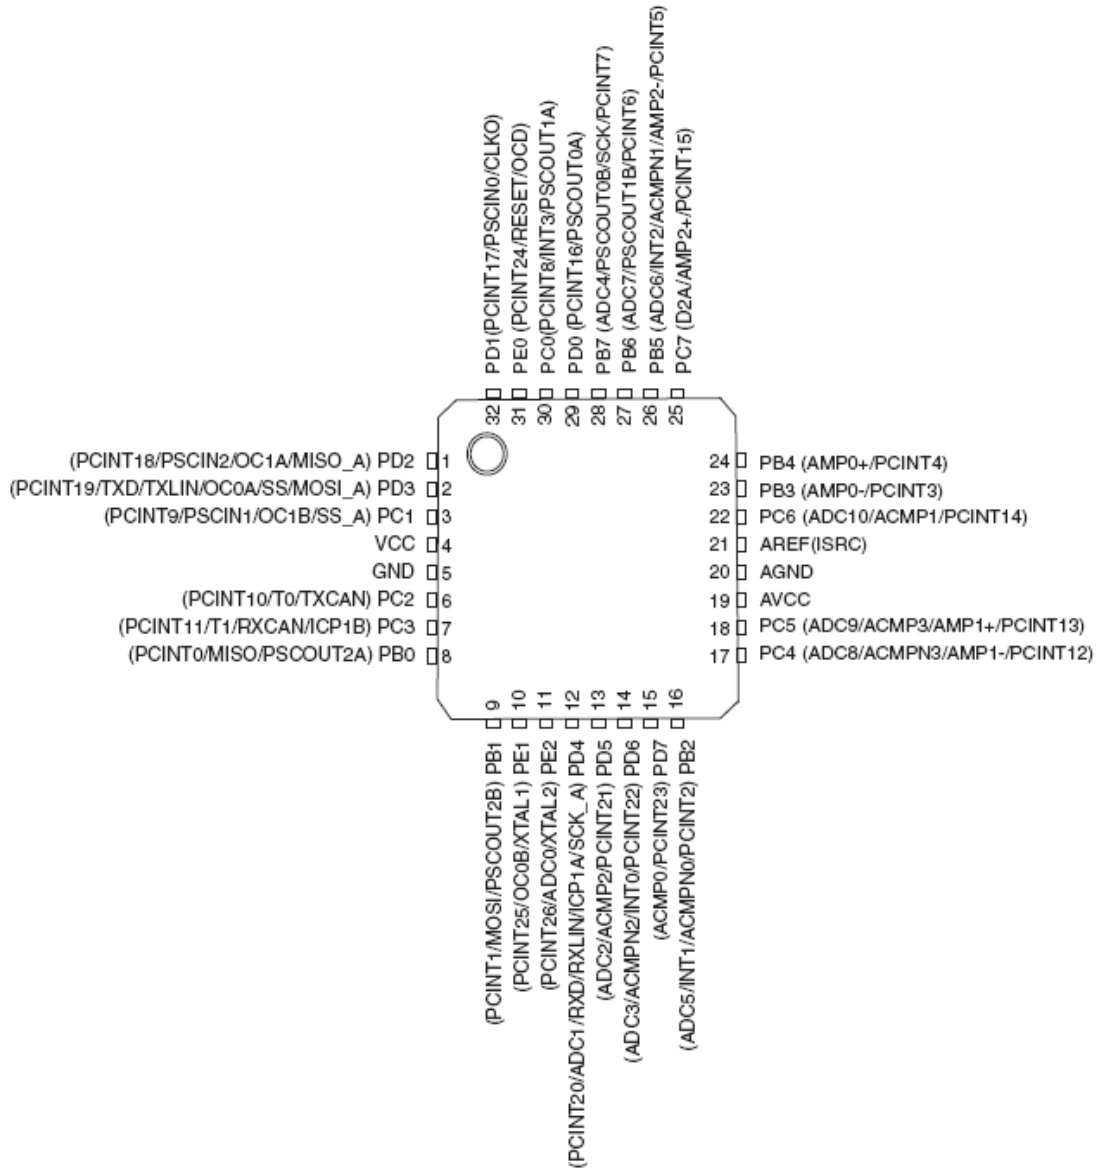 PD1(PCINT17/PSCIN0/CLKO)
PE0 (PCINT24/RESET/OCD)
PC0(PCINT8/INT3/PSCOUT1A)
PD0 (PCINT16/PSCOUT0A)
PB7 (ADC4/PSCOUT0B/SCK/PCINT7)
PB6 (ADC7/PSCOUT1B/PCINT6)
PB5 (ADC6/INT2/ACMPN1/AMP2-/PCINT5)
PC7 (D2A/AMP2+/PCINT15)
32
31
30
29
28
27
26
25
(PCINT18/PSCIN2/OC1A/MISO_A) PD2 1
(PCINT19/TXD/TXLIN/OC0A/SS/MOSI_A) PD3 2
(PCINT9/PSCIN1/OC1B/SS_A) PC1 3
VCC 4
GND 5
(PCINT10/T0/TXCAN) PC2 6
(PCINT11/T1/RXCAN/ICP1B) PC3 7
(PCINT0/MISO/PSCOUT2A) PB0 8
24 PB4 (AMP0+/PCINT4)
23 PB3 (AMP0-/PCINT3)
22 PC6 (ADC10/ACMP1/PCINT14)
21 AREF(ISRC)
20 AGND
19 AVCC
18 PC5 (ADC9/ACMP3/AMP1+/PCINT13)
17 PC4 (ADC8/ACMPN3/AMP1-/PCINT12)
9
10
11
12
13
14
15
16
(PCINT1/MOSI/PSCOUT2B) PB1
(PCINT25/OC0B/XTAL1) PE1
(PCINT26/ADC0/XTAL2) PE2
(PCINT20/ADC1/RXD/RXLIN/ICP1A/SCK_A) PD4
(ADC2/ACMP2/PCINT21) PD5
(ADC3/ACMPN2/INT0/PCINT22) PD6
(ACMP0/PCINT23) PD7
(ADC5/INT1/ACMPN0/PCINT2) PB2